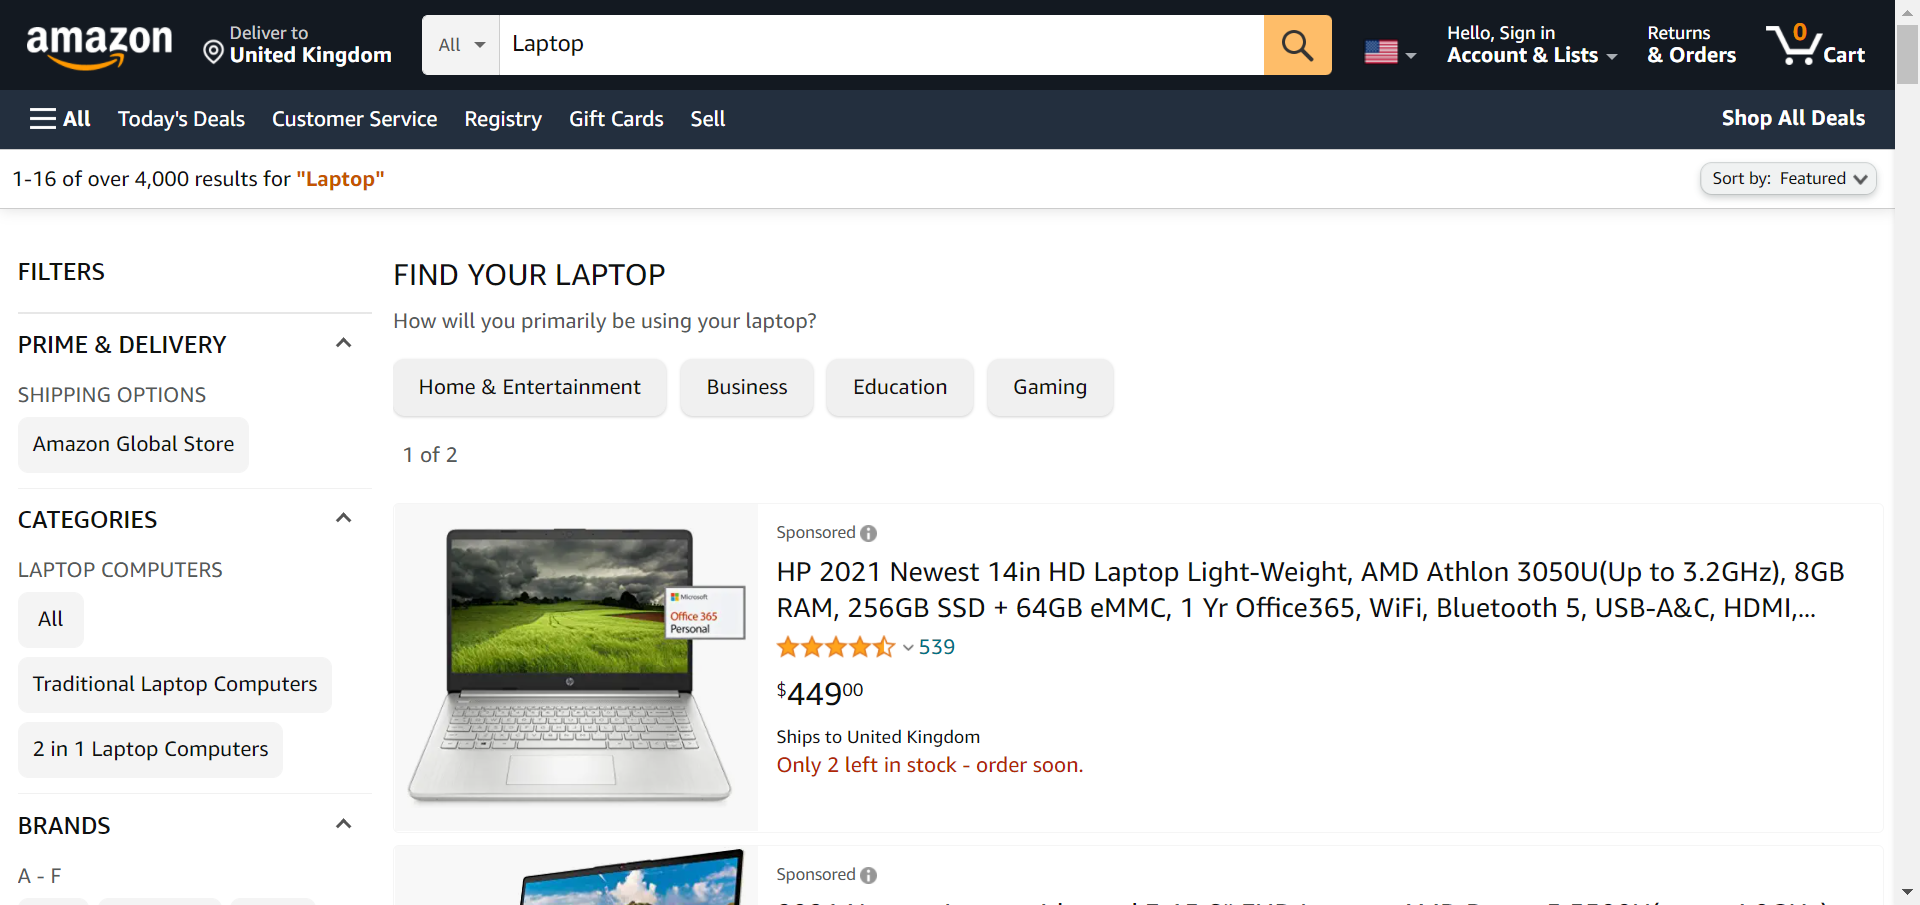 amazon
Deliver to
United Kingdom
All
Laptop
Hello, Sign in
Account & Lists
Returns
& Orders
0
Cart
All
Today's Deals
Customer Service
Registry
Gift Cards
Sell
Shop All Deals
1-16 of over 4,000 results for "Laptop"
Sort by: Featured
FILTERS
PRIME & DELIVERY
SHIPPING OPTIONS
Amazon Global Store
CATEGORIES
LAPTOP COMPUTERS
All
Traditional Laptop Computers
2 in 1 Laptop Computers
BRANDS
A - F
FIND YOUR LAPTOP
How will you primarily be using your laptop?
Home & Entertainment
Business
Education
Gaming
1 of 2
Microsoft
Office 365
Personal
hp
Sponsored
HP 2021 Newest 14in HD Laptop Light-Weight, AMD Athlon 3050U(Up to 3.2GHz), 8GB
RAM, 256GB SSD + 64GB eMMC, 1 Yr Office365, WiFi, Bluetooth 5, USB-A&C, HDMI,...
539
$44900
Ships to United Kingdom
Only 2 left in stock - order soon.
Sponsored